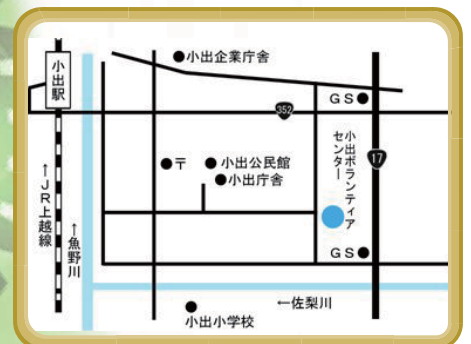 小出企業庁舎
小出駅
GS
352
小出ボランティア
センター
17
〒
小出公民館
小出庁舎
←JR上越線
←魚野川
GS
←佐梨川
小出小学校